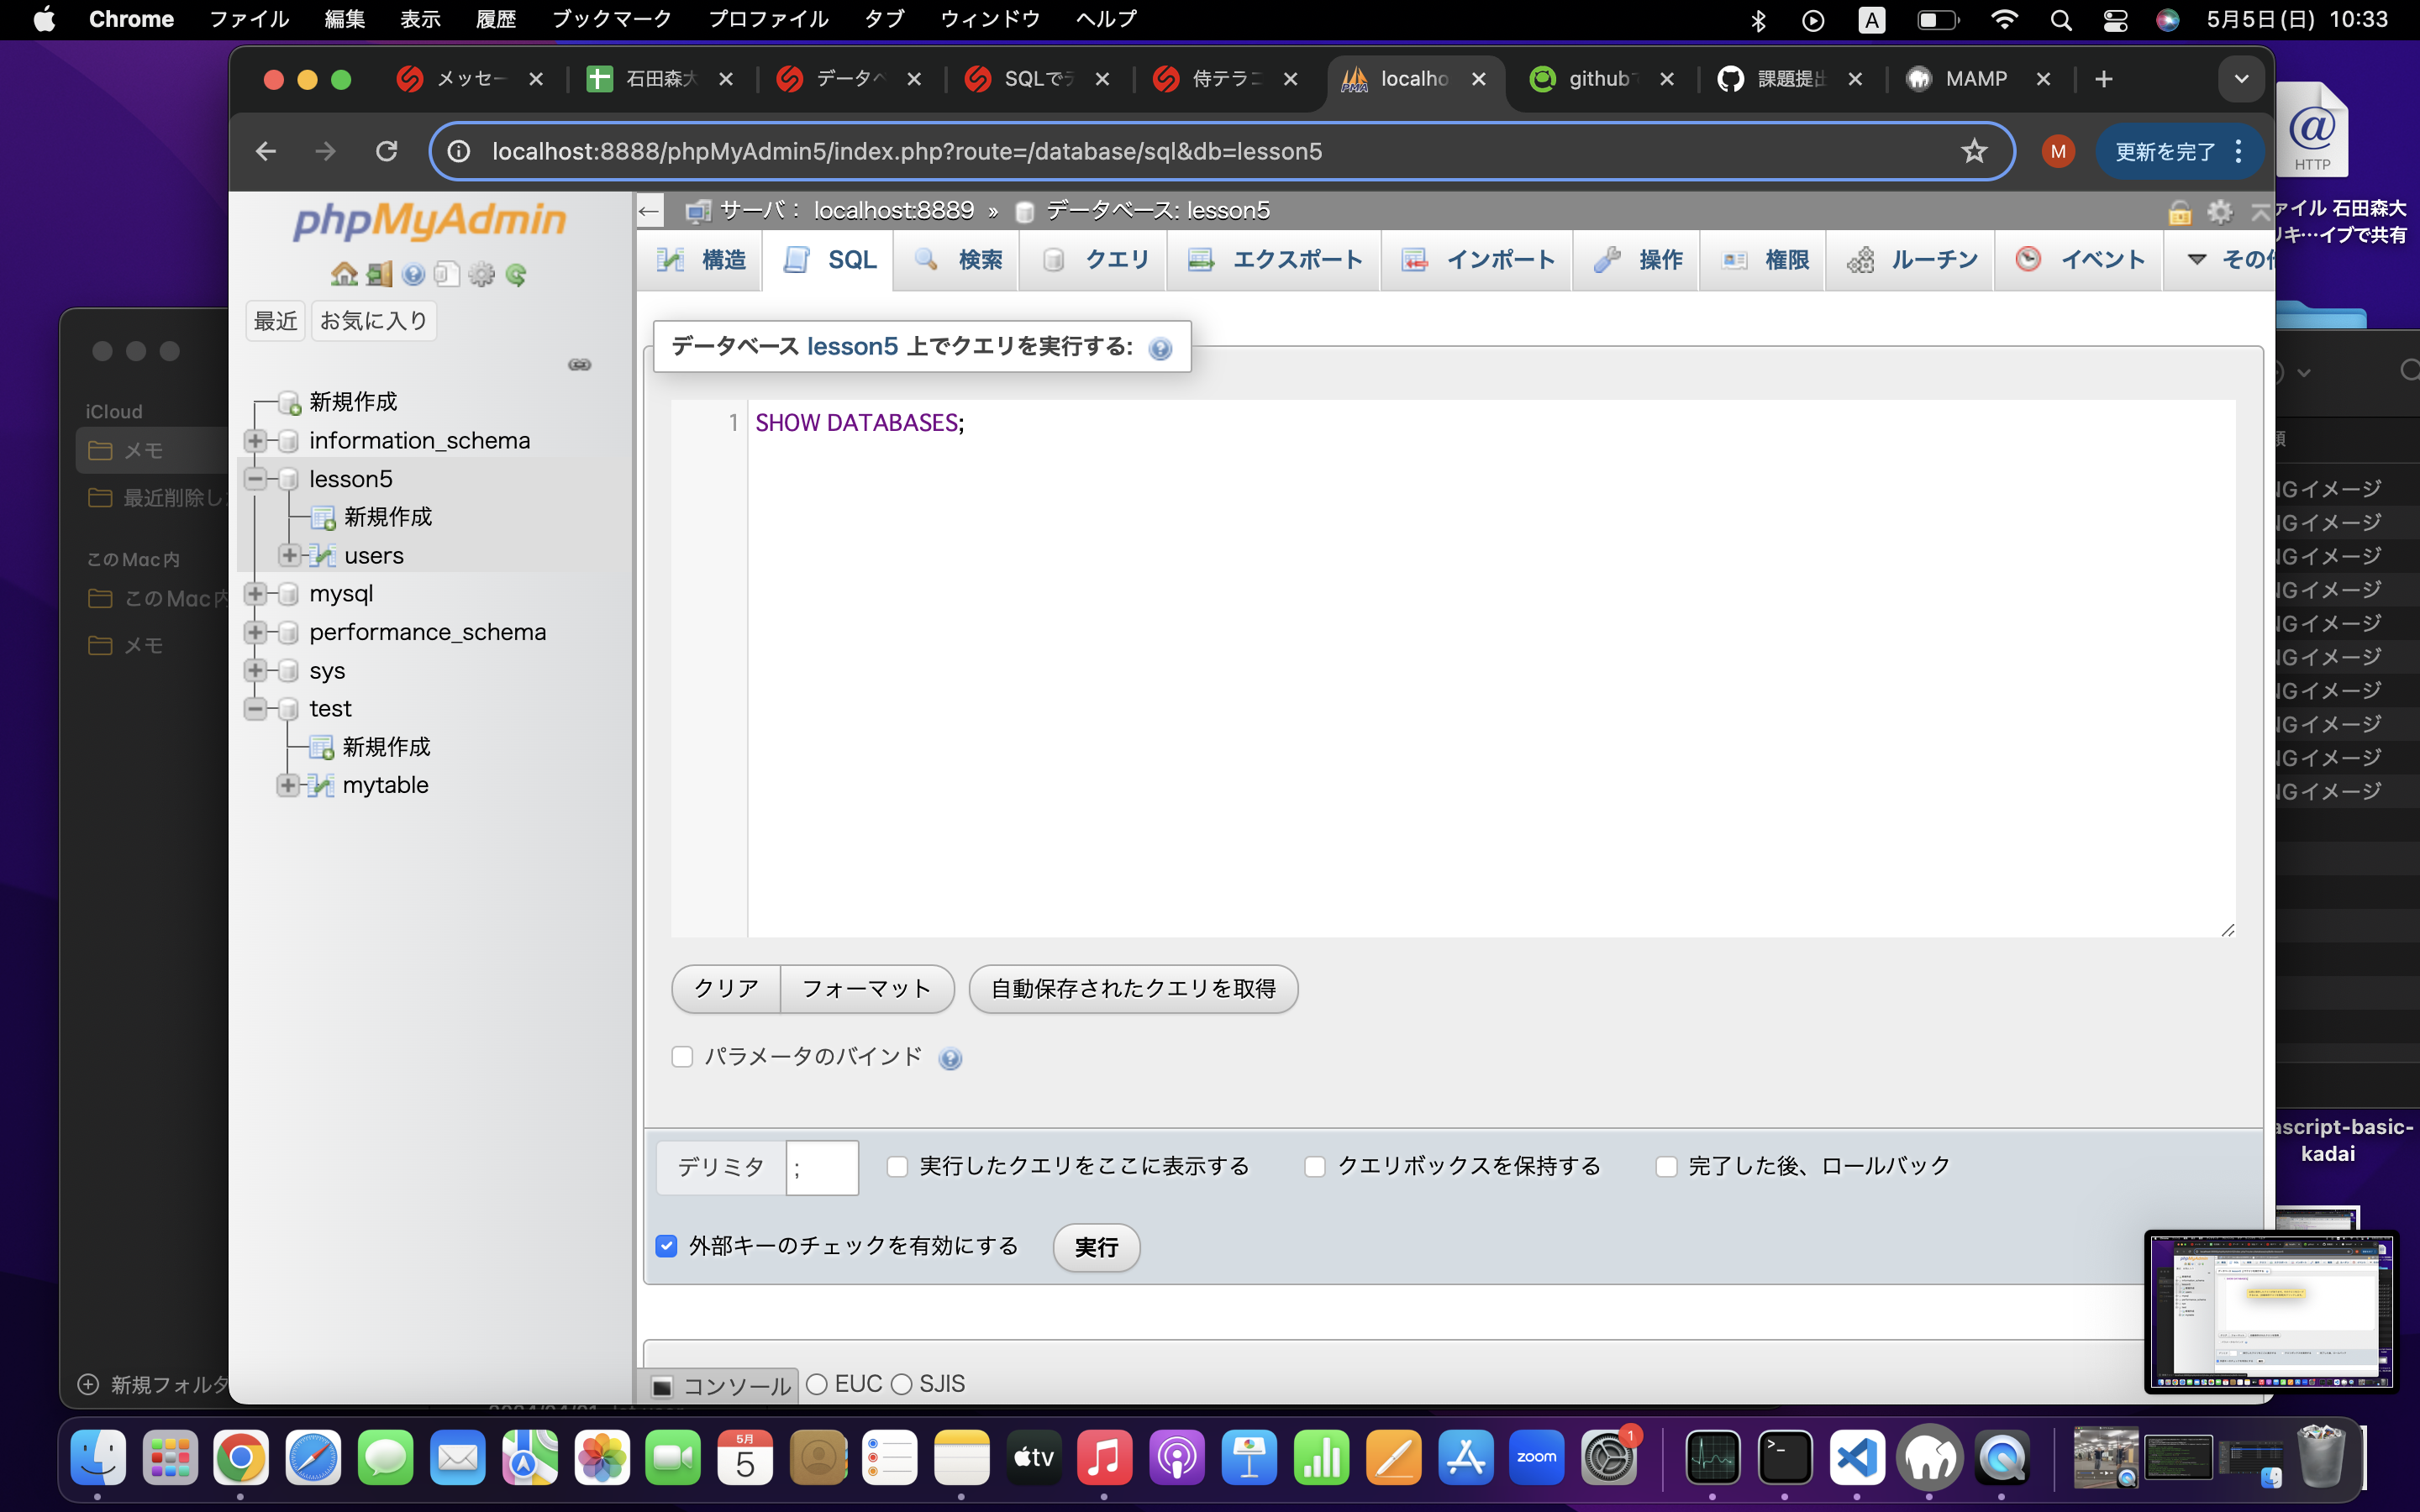 Chrome ファイル 編集 表示 履歴 ブックマーク プロファイル タブ ウィンドウ ヘルプ A 5月5日(日) 10:33
メッセー 石田森大 データベ SQLでデ 侍テラコ localho github 課題提出 MAMP
localhost:8888/phpMyAdmin5/index.php?route=/database/sql&db=lesson5 M 更新を完了
@
HTTP
ァイル 石田森大
リキ…イブで共有
phpMyAdmin
最近 お気に入り
新規作成
information_schema
lesson5
新規作成
users
mysql
performance_schema
sys
test
新規作成
mytable
サーバ: localhost:8889 » データベース: lesson5
構造 SQL 検索 クエリ エクスポート インポート 操作 権限 ルーチン イベント その他
データベース lesson5 上でクエリを実行する:
1 SHOW DATABASES;
クリア フォーマット 自動保存されたクエリを取得
パラメータのバインド
デリミタ ; 実行したクエリをここに表示する クエリボックスを保持する 完了した後、ロールバック
外部キーのチェックを有効にする 実行
コンソール EUC SJIS
iCloud
メモ
最近削除し
このMac内
このMac内
メモ
新規フォルダ
NGイメージ
NGイメージ
NGイメージ
NGイメージ
NGイメージ
NGイメージ
NGイメージ
NGイメージ
NGイメージ
NGイメージ
ascript-basic-
kadai
5月
5
tv
zoom
1